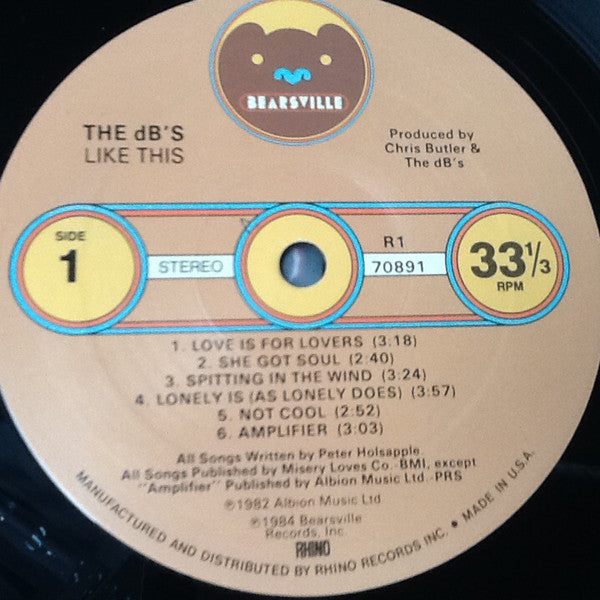 BEARSVILLE
THE dB'S
LIKE THIS
Produced by
Chris Butler &
The dB's
SIDE
1
STEREO
R1
70891
33 1/3
RPM
1. LOVE IS FOR LOVERS (3:18)
2. SHE GOT SOUL (2:40)
3. SPITTING IN THE WIND (3:24)
4. LONELY IS (AS LONELY DOES) (3:57)
5. NOT COOL (2:52)
6. AMPLIFIER (3:03)
All Songs Written by Peter Holsapple
All Songs Published by Misery Loves Co.-BMI, except
"Amplifier" Published by Albion Music Ltd.-PRS
℗1982 Albion Music Ltd
℗1984 Bearsville
Records, Inc.
RHINO
MANUFACTURED AND DISTRIBUTED BY RHINO RECORDS INC. • MADE IN U.S.A.